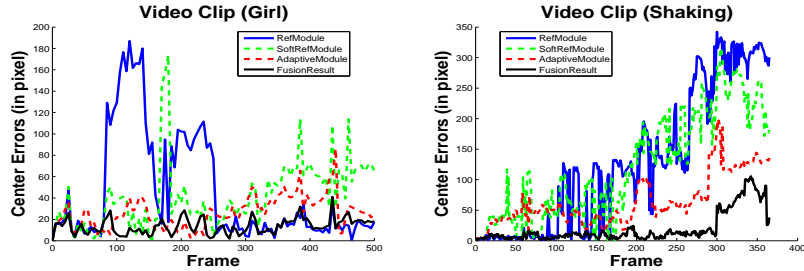 Video Clip (Girl)
Center Errors (in pixel)
200
180
160
140
120
100
80
60
40
20
0
RefModule
SoftRefModule
AdaptiveModule
FusionResult
0 100 200 300 400 500
Frame
Video Clip (Shaking)
Center Errors (in pixel)
350
300
250
200
150
100
50
0
RefModule
SoftRefModule
AdaptiveModule
FusionResult
0 50 100 150 200 250 300 350 400
Frame